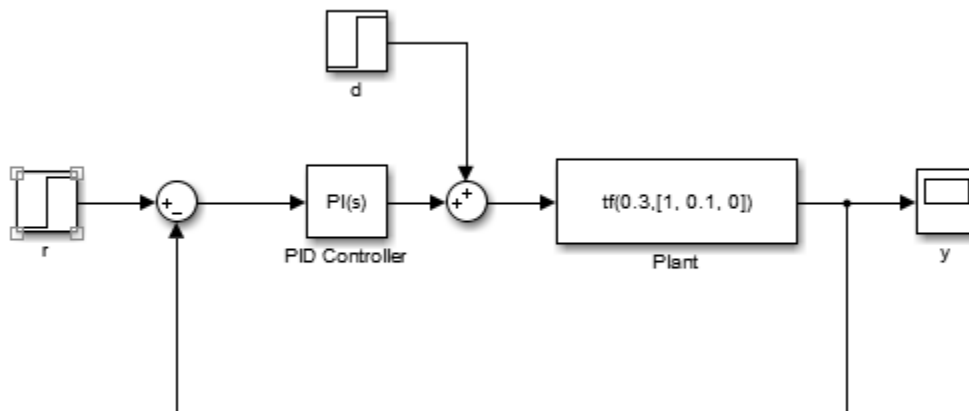 d
PI(s)
tf(0.3,[1, 0.1, 0])
r
PID Controller
Plant
y